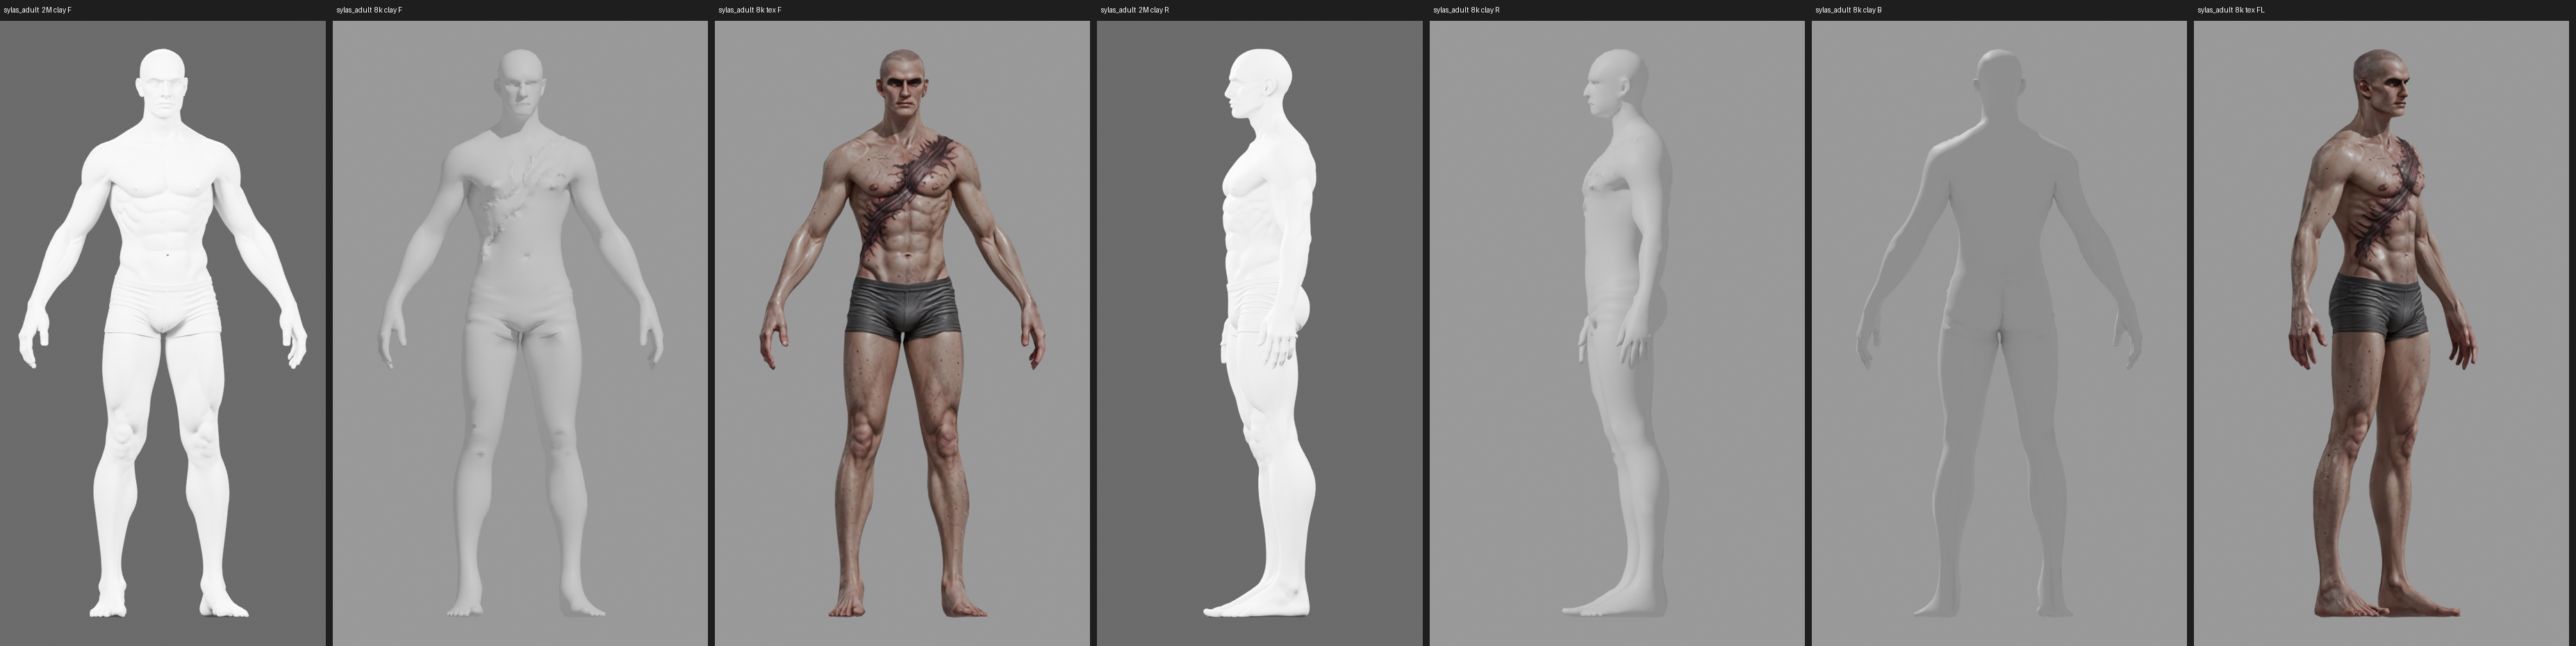 sylas_adult 2M clay F
sylas_adult 8k clay F
sylas_adult 8k tex F
sylas_adult 2M clay R
sylas_adult 8k clay R
sylas_adult 8k clay B
sylas_adult 8k tex FL